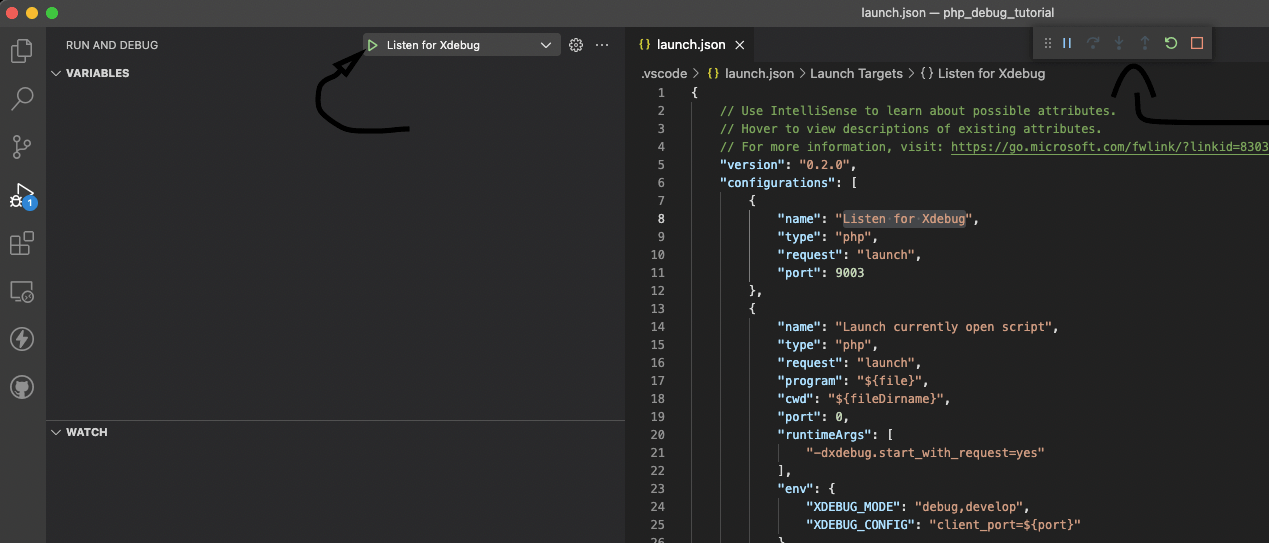 launch.json — php_debug_tutorial
RUN AND DEBUG
Listen for Xdebug
VARIABLES
1
WATCH
launch.json
.vscode > {} launch.json > Launch Targets > {} Listen for Xdebug
1 {
2 // Use IntelliSense to learn about possible attributes.
3 // Hover to view descriptions of existing attributes.
4 // For more information, visit: https://go.microsoft.com/fwlink/?linkid=8303
5 "version": "0.2.0",
6 "configurations": [
7 {
8 "name": "Listen for Xdebug",
9 "type": "php",
10 "request": "launch",
11 "port": 9003
12 },
13 {
14 "name": "Launch currently open script",
15 "type": "php",
16 "request": "launch",
17 "program": "${file}",
18 "cwd": "${fileDirname}",
19 "port": 0,
20 "runtimeArgs": [
21 "-dxdebug.start_with_request=yes"
22 ],
23 "env": {
24 "XDEBUG_MODE": "debug,develop",
25 "XDEBUG_CONFIG": "client_port=${port}"
26 }